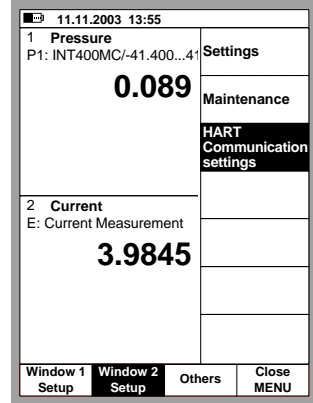 11.11.2003 13:55
1 Pressure
P1: INT400MC/-41.400...41
0.089
2 Current
E: Current Measurement
3.9845
Settings
Maintenance
HART
Communication
settings
Window 1
Setup
Window 2
Setup
Others
Close
MENU